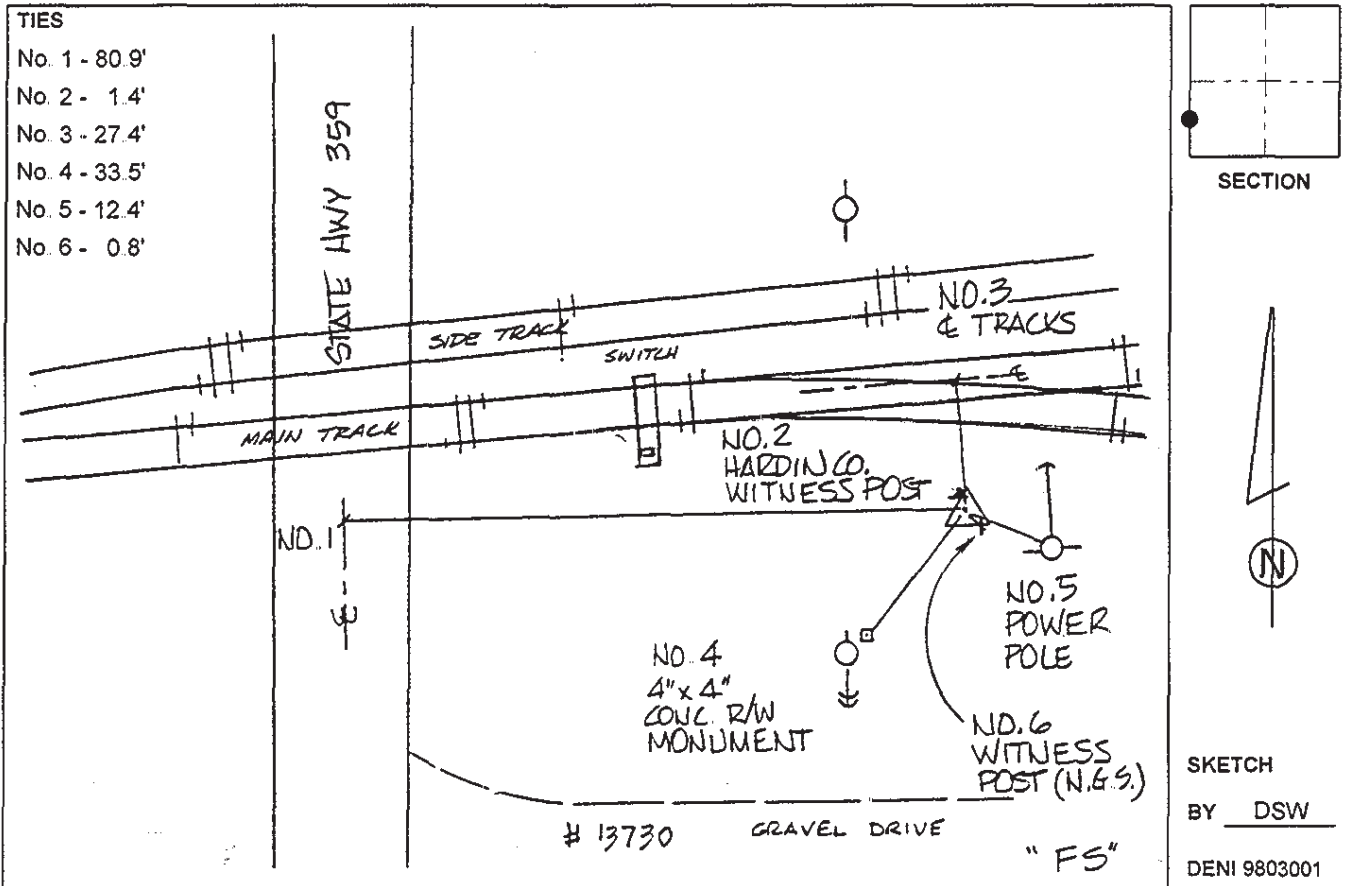 TIES
No. 1 - 80.9'
No. 2 - 1.4'
No. 3 - 27.4'
No. 4 - 33.5'
No. 5 - 12.4'
No. 6 - 0.8'
STATE HWY 359
SECTION
SIDE TRACK
SWITCH
NO.3
℄ TRACKS
℄
MAIN TRACK
NO.2
HARDIN CO.
WITNESS POST
NO.1
℄
N
NO.5
POWER
POLE
NO.4
4" x 4"
CONC. R/W
MONUMENT
NO.6
WITNESS
POST (N.G.S.)
# 13730
GRAVEL DRIVE
"FS"
SKETCH
BY DSW
DENI 9803001